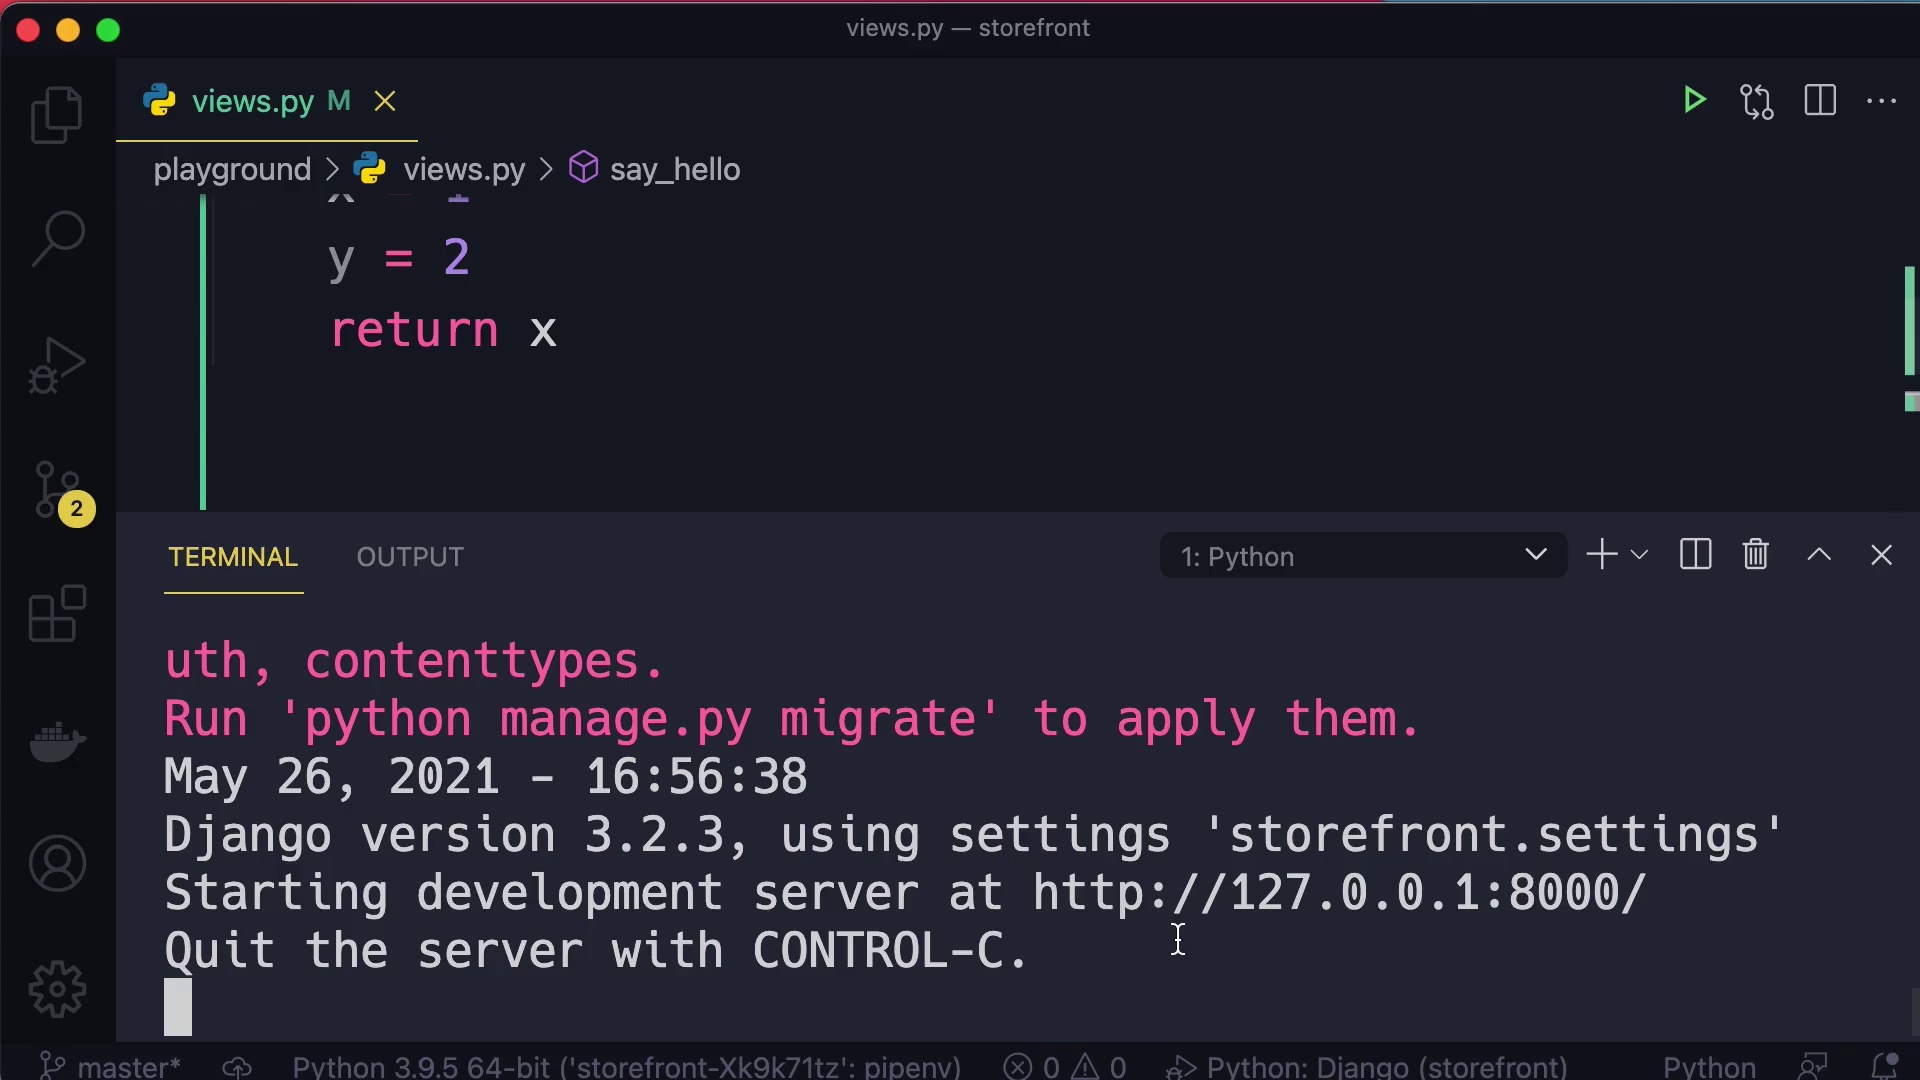 views.py — storefront
views.py M
playground > views.py > say_hello
x = 1
y = 2
return x
2
TERMINAL OUTPUT
1: Python
uth, contenttypes.
Run 'python manage.py migrate' to apply them.
May 26, 2021 - 16:56:38
Django version 3.2.3, using settings 'storefront.settings'
Starting development server at http://127.0.0.1:8000/
Quit the server with CONTROL-C.
master* Python 3.9.5 64-bit ('storefront-Xk9k71tz': pipenv) 0 0 Python: Django (storefront) Python